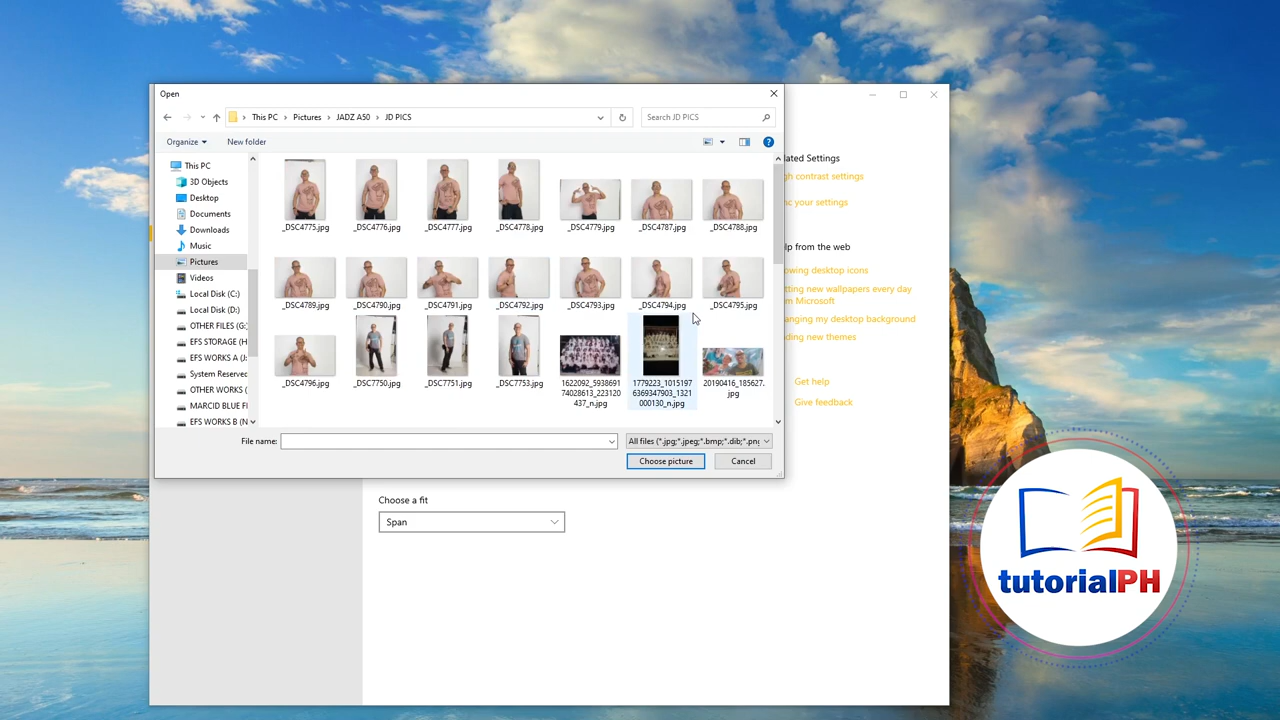 Open
This PC > Pictures > JADZ A50 > JD PICS
Search JD PICS
Organize
New folder
This PC
3D Objects
Desktop
Documents
Downloads
Music
Pictures
Videos
Local Disk (C:)
Local Disk (D:)
OTHER FILES (G:
EFS STORAGE (H
EFS WORKS A (J:
System Reserved
OTHER WORKS (
MARCID BLUE F
EFS WORKS B (N
_DSC4775.jpg
_DSC4776.jpg
_DSC4777.jpg
_DSC4778.jpg
_DSC4779.jpg
_DSC4787.jpg
_DSC4788.jpg
_DSC4789.jpg
_DSC4790.jpg
_DSC4791.jpg
_DSC4792.jpg
_DSC4793.jpg
_DSC4794.jpg
_DSC4795.jpg
_DSC4796.jpg
_DSC7750.jpg
_DSC7751.jpg
_DSC7753.jpg
1622092_5938691
74028613_223120
437_n.jpg
1779223_1015197
6369347903_1321
000130_n.jpg
20190416_185627.
jpg
File name:
All files (*.jpg;*.jpeg;*.bmp;*.dib;*.png
Choose picture
Cancel
lated Settings
gh contrast settings
nc your settings
lp from the web
owing desktop icons
tting new wallpapers every day
m Microsoft
anging my desktop background
ding new themes
Get help
Give feedback
Choose a fit
Span
tutorialPH